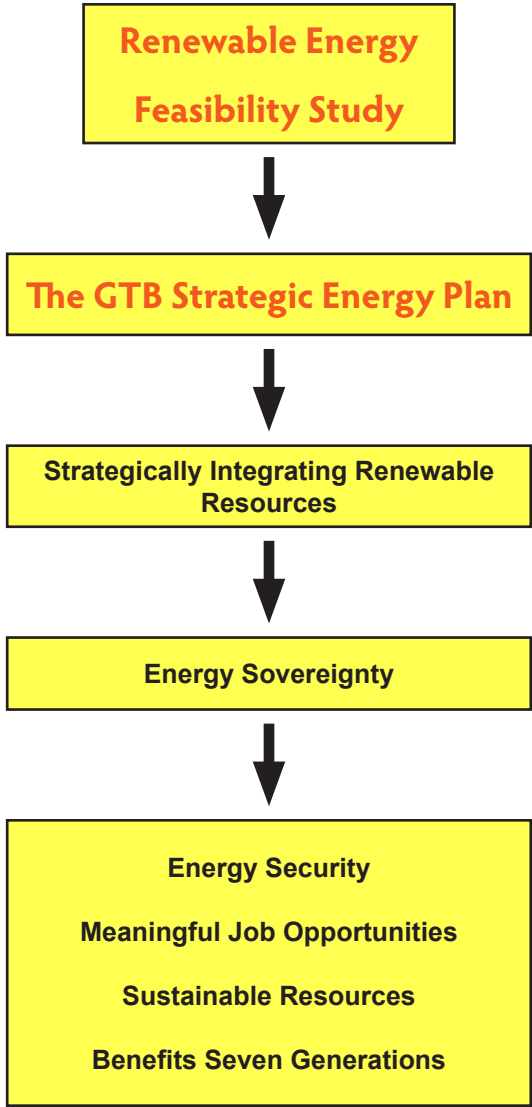 Renewable Energy
Feasibility Study
The GTB Strategic Energy Plan
Strategically Integrating Renewable
Resources
Energy Sovereignty
Energy Security
Meaningful Job Opportunities
Sustainable Resources
Benefits Seven Generations